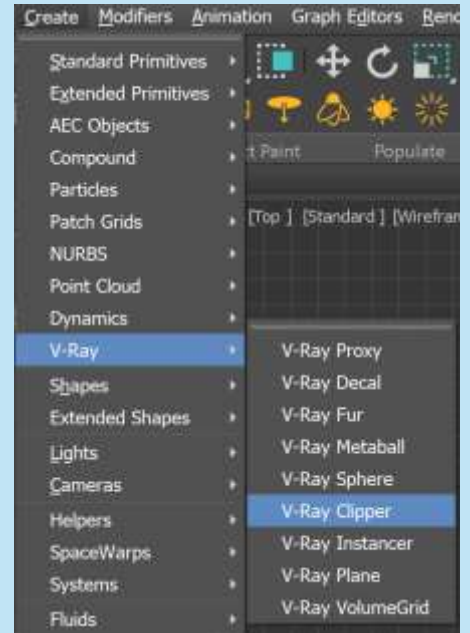 Create Modifiers Animation Graph Editors
Standard Primitives
Extended Primitives
AEC Objects
Compound
Paint Populate
Particles
Patch Grids
[Top ] [Standard ]
NURBS
Point Cloud
Dynamics
V-Ray
V-Ray Proxy
V-Ray Decal
V-Ray Fur
V-Ray Metaball
V-Ray Sphere
V-Ray Clipper
V-Ray Instancer
V-Ray Plane
V-Ray VolumeGrid
Shapes
Extended Shapes
Lights
Cameras
Helpers
SpaceWarps
Systems
Fluids